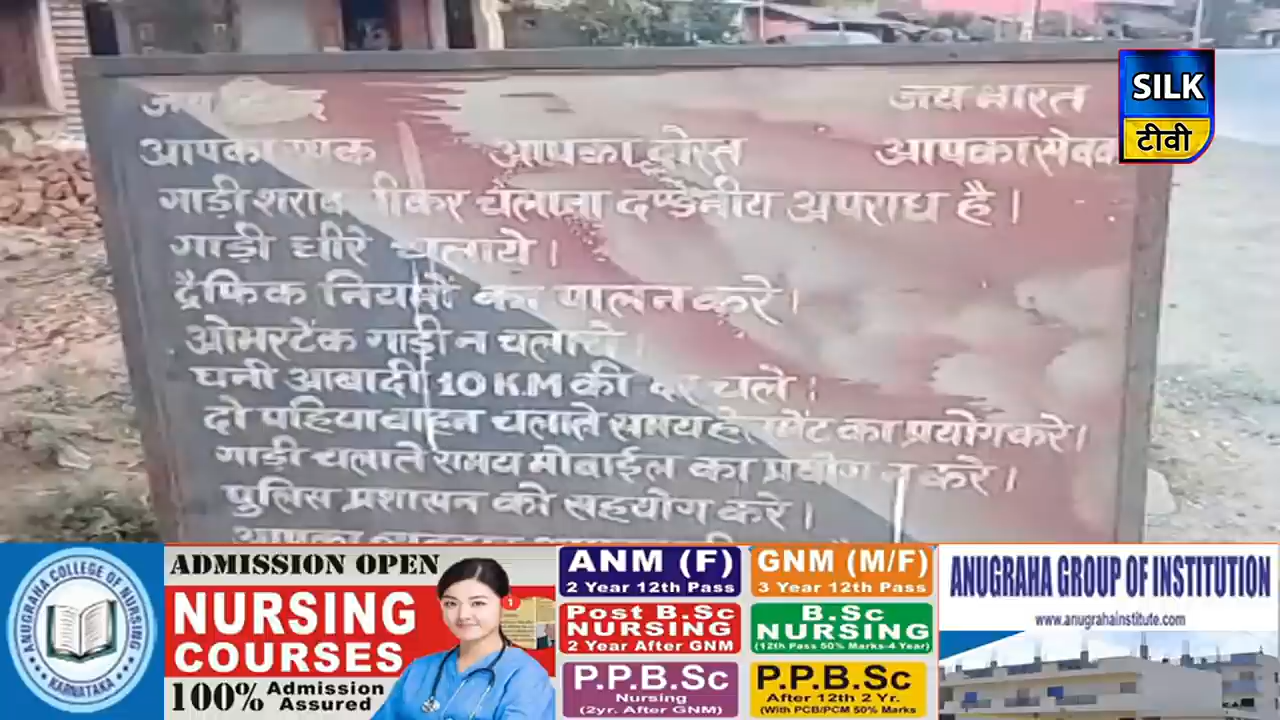 जय भारत
SILK
टीवी
आपका आपका दोस्त आपका सेवक
गाड़ी शराब पीकर चलाना दण्डनीय अपराध है।
गाड़ी धीरे चलाये।
ट्रैफिक नियमों का पालन करे।
ओभरटेक गाड़ी न चलाये
घनी आबादी 10 K.M की दर चले।
दो पहिया वाहन चलाते समय हेलमेंट का प्रयोग करे।
गाड़ी चलाते समय मोबाईल का प्रयोग न करे।
पुलिस प्रशासन को सहयोग करे।
ANUGRAHA COLLEGE OF NURSING
KARNATAKA
ADMISSION OPEN
NURSING
COURSES
100% Admission Assured
ANM (F)
2 Year 12th Pass
GNM (M/F)
3 Year 12th Pass
Post B.Sc
NURSING
2 Year After GNM
B.Sc
NURSING
(12th Pass 50% Marks-4 Year)
P.P.B.Sc
Nursing
(2yr. After GNM)
P.P.B.Sc
After 12th 2 Yr.
(With PCB/PCM 50% Marks
ANUGRAHA GROUP OF INSTITUTION
www.anugrahainstitute.com